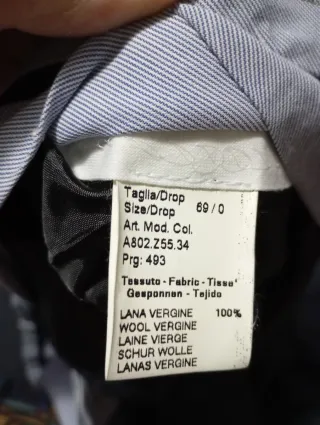 Taglia/Drop
Size/Drop 69 / 0
Art. Mod. Col.
A802.Z55.34
Prg: 493
Tessuto - Fabric - Tissu
Gesponnen - Tejido
LANA VERGINE 100%
WOOL VERGINE
LAINE VIERGE
SCHUR WOLLE
LANAS VERGINE